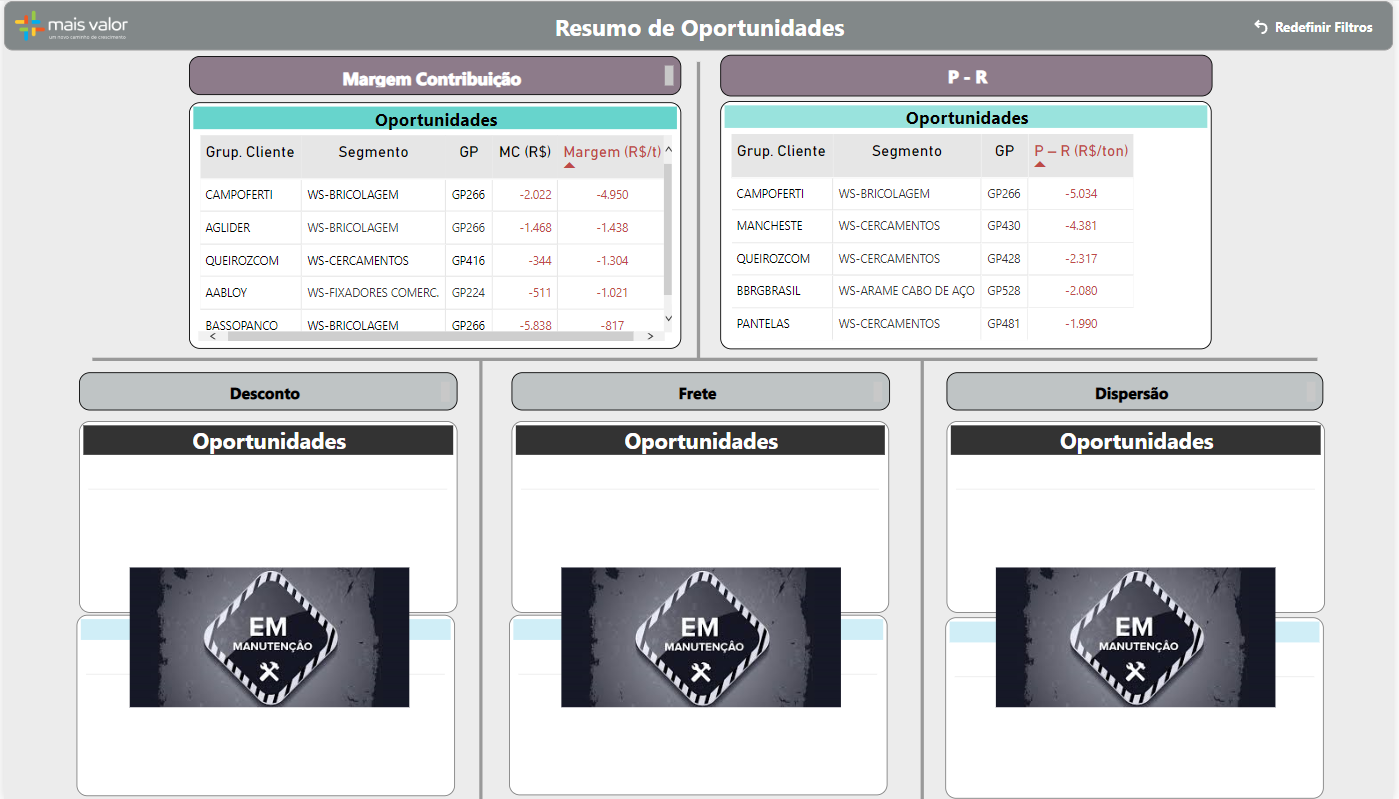 mais valor
um novo caminho de crescimento
Resumo de Oportunidades
Redefinir Filtros
Margem Contribuição
P - R
Oportunidades
Grup. Cliente Segmento GP MC (R$) Margem (R$/t)
CAMPOFERTI WS-BRICOLAGEM GP266 -2.022 -4.950
AGLIDER WS-BRICOLAGEM GP266 -1.468 -1.438
QUEIROZCOM WS-CERCAMENTOS GP416 -344 -1.304
AABLOY WS-FIXADORES COMERC. GP224 -511 -1.021
BASSOPANCO WS-BRICOLAGEM GP266 -5.838 -817
Oportunidades
Grup. Cliente Segmento GP P – R (R$/ton)
CAMPOFERTI WS-BRICOLAGEM GP266 -5.034
MANCHESTE WS-CERCAMENTOS GP430 -4.381
QUEIROZCOM WS-CERCAMENTOS GP428 -2.317
BBRGBRASIL WS-ARAME CABO DE AÇO GP528 -2.080
PANTELAS WS-CERCAMENTOS GP481 -1.990
Desconto
Frete
Dispersão
Oportunidades
Oportunidades
Oportunidades
EM
MANUTENÇÃO
EM
MANUTENÇÃO
EM
MANUTENÇÃO